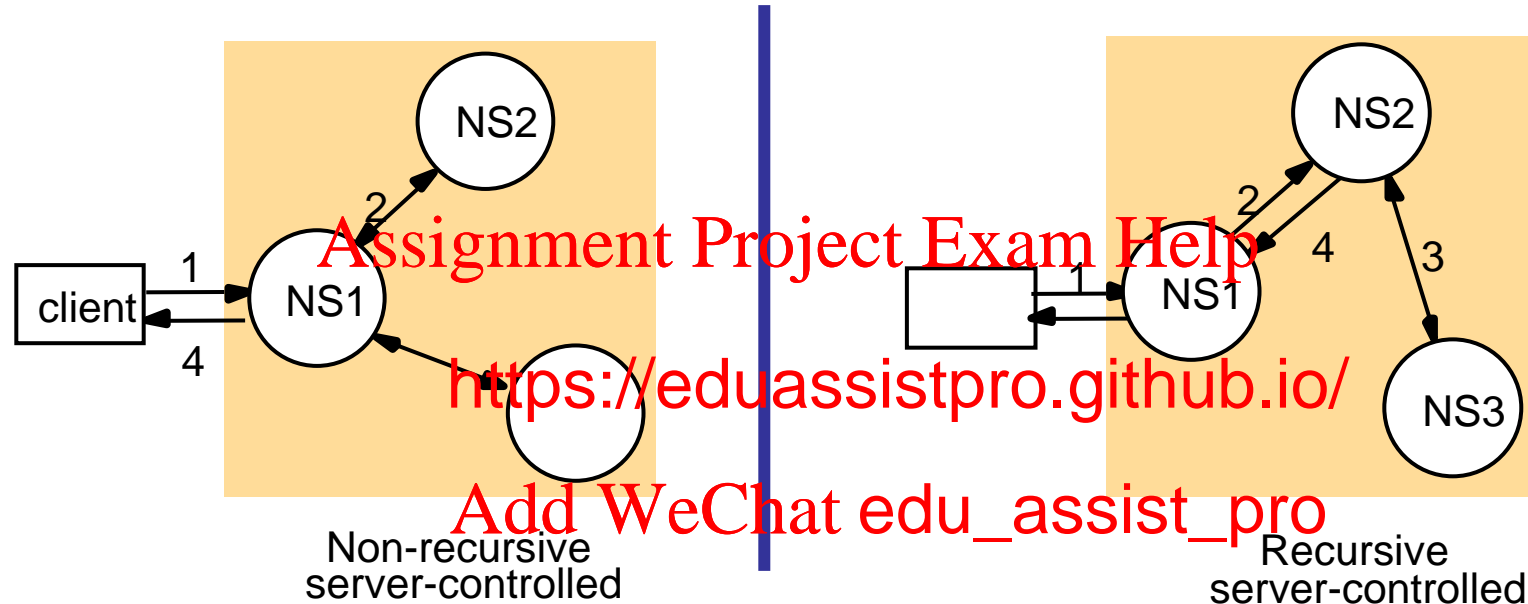 NS2
2
1
client
NS1
4
Non-recursive
server-controlled
NS2
2
4
3
1
NS1
NS3
Recursive
server-controlled
Assignment Project Exam Help
https://eduassistpro.github.io/
Add WeChat edu_assist_pro